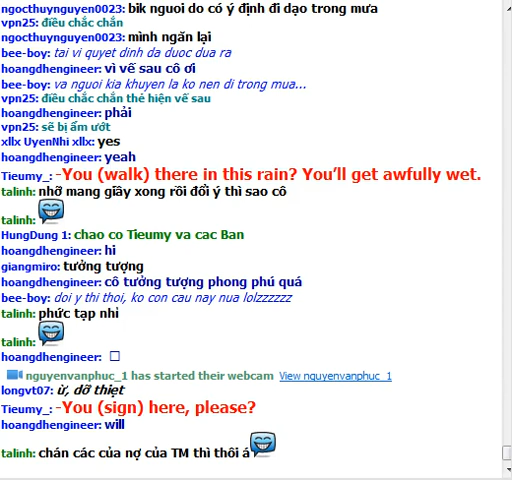 ngocthuynguyen0023: bik nguoi do có ý định đi dạo trong mưa
vpn25: điều chắc chắn
ngocthuynguyen0023: mình ngăn lại
bee-boy: tai vi quyet dinh da duoc dua ra
hoangdhengineer: vì vế sau cô ơi
bee-boy: va nguoi kia khuyen la ko nen di trong mua...
vpn25: điều chắc chắn thẻ hiện vế sau
hoangdhengineer: phải
vpn25: sẽ bị ẩm ướt
xllx UyenNhi xllx: yes
hoangdhengineer: yeah
Tieumy_: -You (walk) there in this rain? You’ll get awfully wet.
talinh: nhỡ mang giầy xong rồi đổi ý thì sao cô
talinh:
HungDung 1: chao co Tieumy va cac Ban
hoangdhengineer: hi
giangmiro: tưởng tượng
hoangdhengineer: cô tưởng tượng phong phú quá
bee-boy: doi y thi thoi, ko con cau nay nua lolzzzzzz
talinh: phức tạp nhỉ
talinh:
hoangdhengineer: □
nguyenvanphuc_1 has started their webcam View nguyenvanphuc_1
longvt07: ừ, dỡ thiẹt
Tieumy_: -You (sign) here, please?
hoangdhengineer: will
talinh: chán các của nợ của TM thì thôi á